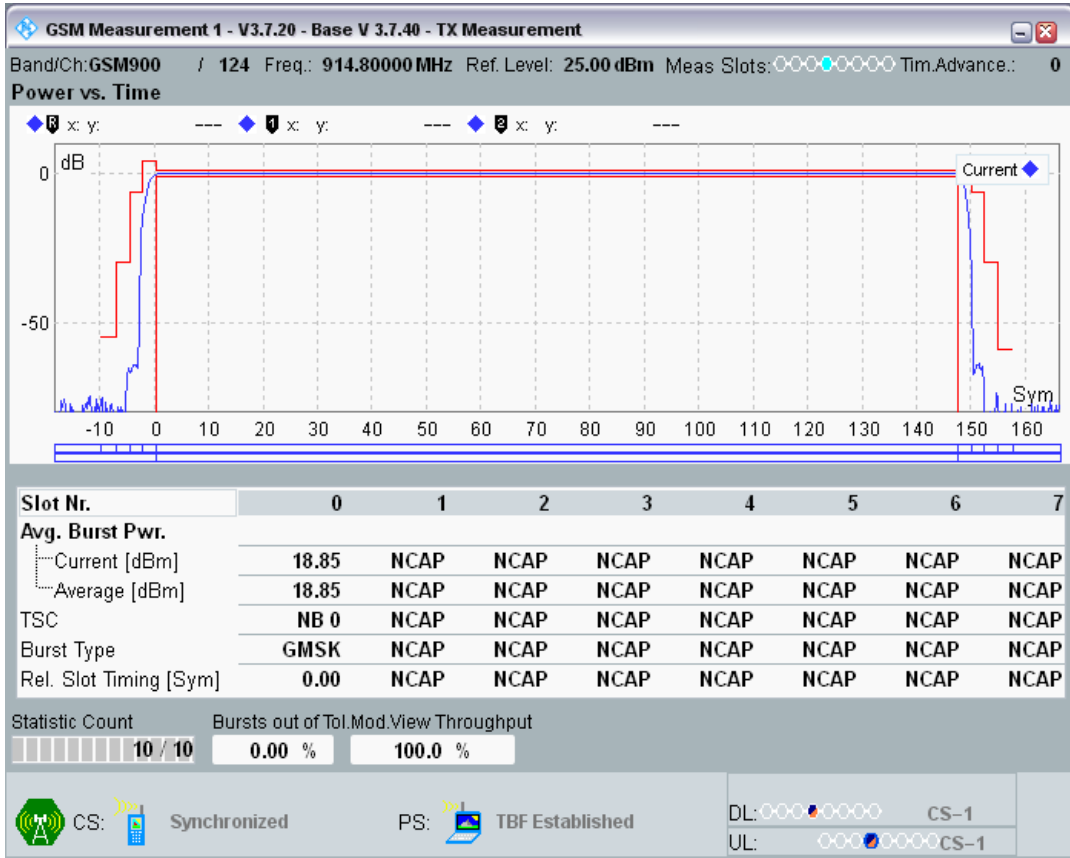 GSM Measurement 1 - V3.7.20 - Base V 3.7.40 - TX Measurement
Band/Ch:GSM900 / 124 Freq.: 914.80000 MHz Ref. Level: 25.00 dBm Meas Slots: Tim.Advance.: 0
Power vs. Time
R x: y: --- 1 x: y: --- 2 x: y: ---
dB
Current
0
-50
Sym
-10 0 10 20 30 40 50 60 70 80 90 100 110 120 130 140 150 160
Slot Nr. 0 1 2 3 4 5 6 7
Avg. Burst Pwr.
Current [dBm] 18.85 NCAP NCAP NCAP NCAP NCAP NCAP NCAP
Average [dBm] 18.85 NCAP NCAP NCAP NCAP NCAP NCAP NCAP
TSC NB 0 NCAP NCAP NCAP NCAP NCAP NCAP NCAP
Burst Type GMSK NCAP NCAP NCAP NCAP NCAP NCAP NCAP
Rel. Slot Timing [Sym] 0.00 NCAP NCAP NCAP NCAP NCAP NCAP NCAP
Statistic Count Bursts out of Tol.Mod.View Throughput
10 / 10 0.00 % 100.0 %
CS: Synchronized PS: TBF Established
DL: CS-1
UL: CS-1